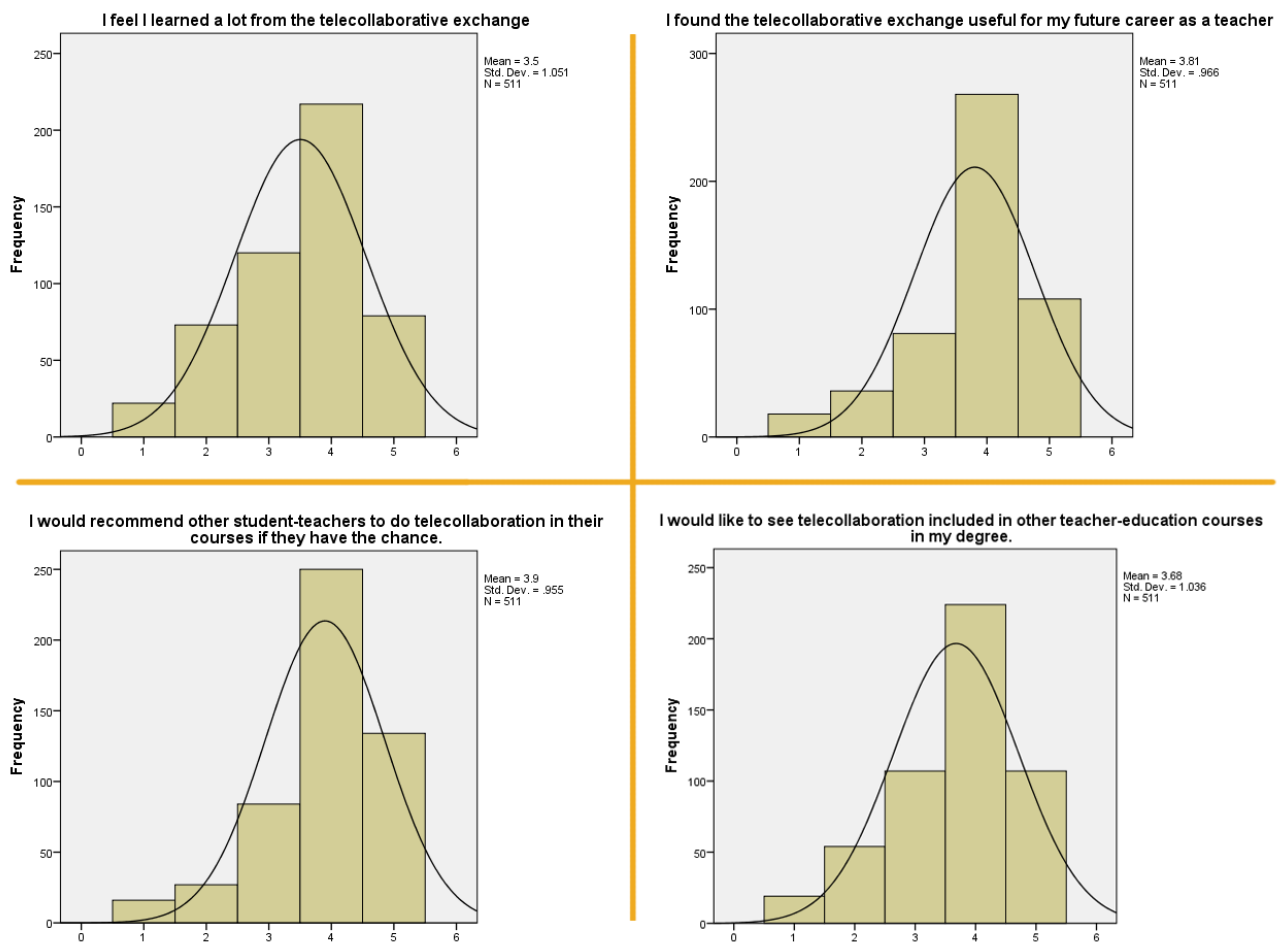 I feel I learned a lot from the telecollaborative exchange
250
200
150
100
50
0
Frequency
0 1 2 3 4 5 6
Mean = 3.5
Std. Dev. = 1.051
N = 511
I found the telecollaborative exchange useful for my future career as a teacher
300
200
100
0
Frequency
0 1 2 3 4 5 6
Mean = 3.81
Std. Dev. = .966
N = 511
I would recommend other student-teachers to do telecollaboration in their
courses if they have the chance.
250
200
150
100
50
0
Frequency
0 1 2 3 4 5 6
Mean = 3.9
Std. Dev. = .955
N = 511
I would like to see telecollaboration included in other teacher-education courses
in my degree.
250
200
150
100
50
0
Frequency
0 1 2 3 4 5 6
Mean = 3.68
Std. Dev. = 1.036
N = 511